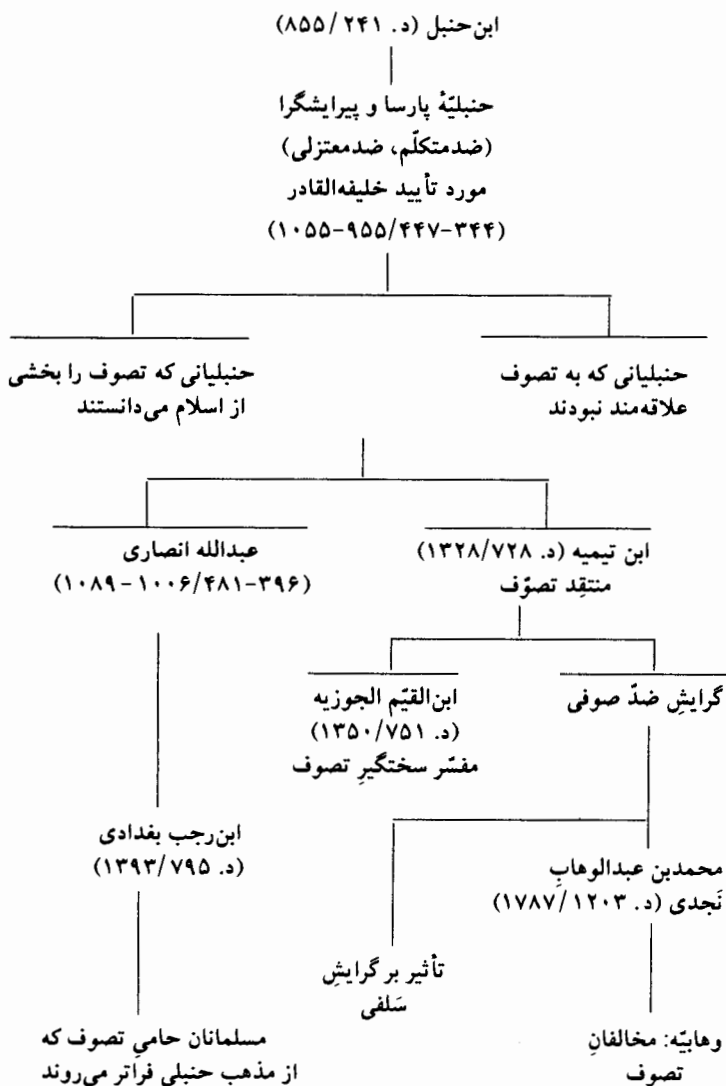 ابن‌حنبل (د. ۲۴۱/۸۵۵)
حنبلیّهٔ پارسا و پیرایشگرا
(ضدمتکلّم، ضدمعتزلی)
مورد تأیید خلیفه‌القادر
(۳۴۴-۴۴۷/۹۵۵-۱۰۵۵)
حنبلیانی که به تصوف
علاقه‌مند نبودند
حنبلیانی که تصوف را بخشی
از اسلام می‌دانستند
ابن تیمیه (د. ۷۲۸/۱۳۲۸)
منتقِد تصوّف
عبدالله انصاری
(۳۹۶-۴۸۱/۱۰۰۶-۱۰۸۹)
گرایشِ ضدّ صوفی
ابن‌القیّم الجوزیه
(د. ۷۵۱/۱۳۵۰)
مفسّر سختگیرِ تصوف
محمدبن عبدالوهابِ
نَجدی (د. ۱۲۰۳/۱۷۸۷)
ابن‌رجب بغدادی
(د. ۷۹۵/۱۳۹۳)
تأثیر بر گرایشِ
سَلفی
وهابیّه: مخالفانِ
تصوف
مسلمانان حامیِ تصوف که
از مذهب حنبلی فراتر می‌روند